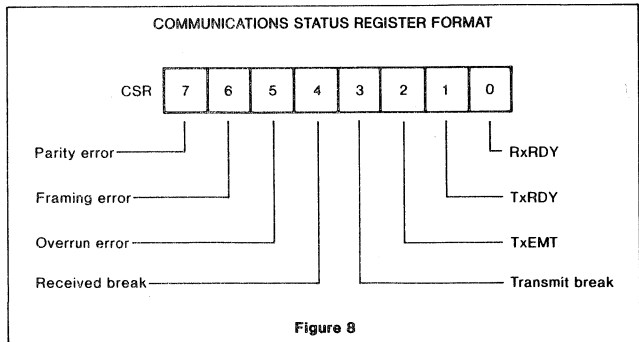 COMMUNICATIONS STATUS REGISTER FORMAT
CSR 7 6 5 4 3 2 1 0
Parity error RxRDY
Framing error TxRDY
Overrun error TxEMT
Received break Transmit break
Figure 8